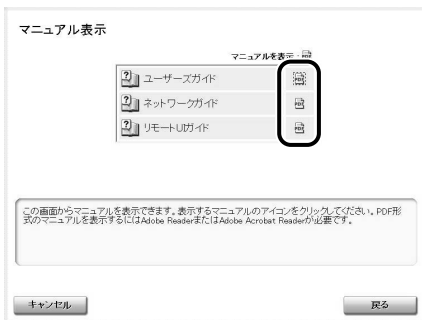 マニュアル表示
マニュアルを表示 : PDF
ユーザーズガイド PDF
ネットワークガイド PDF
リモートUIガイド PDF
この画面からマニュアルを表示できます。表示するマニュアルのアイコンをクリックしてください。PDF形
式のマニュアルを表示するにはAdobe ReaderまたはAdobe Acrobat Readerが必要です。
キャンセル
戻る